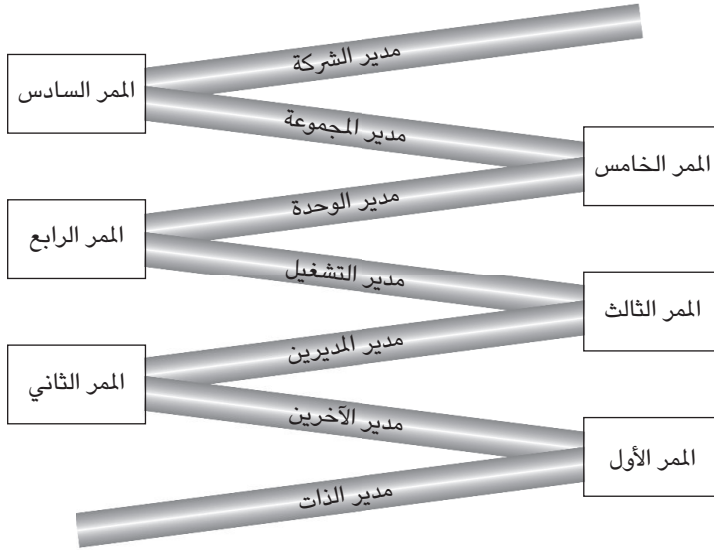 مدير الشركة
الممر السادس
مدير المجموعة
الممر الخامس
مدير الوحدة
الممر الرابع
مدير التشغيل
الممر الثالث
مدير المديرين
الممر الثاني
مدير الآخرين
الممر الأول
مدير الذات